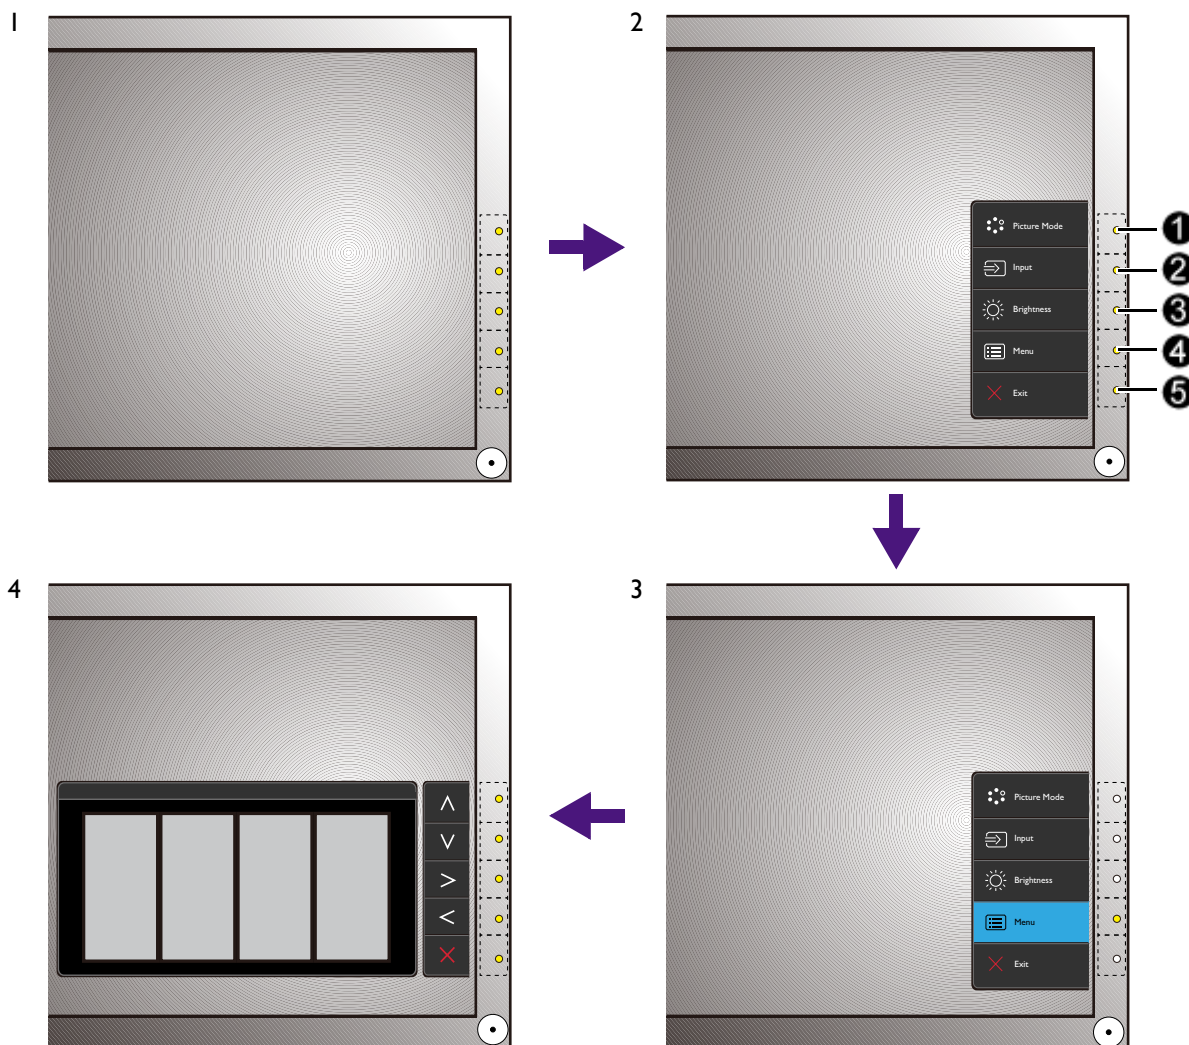 1
2
Picture Mode
Input
Brightness
Menu
Exit
1
2
3
4
5
4
3
Picture Mode
Input
Brightness
Menu
Exit